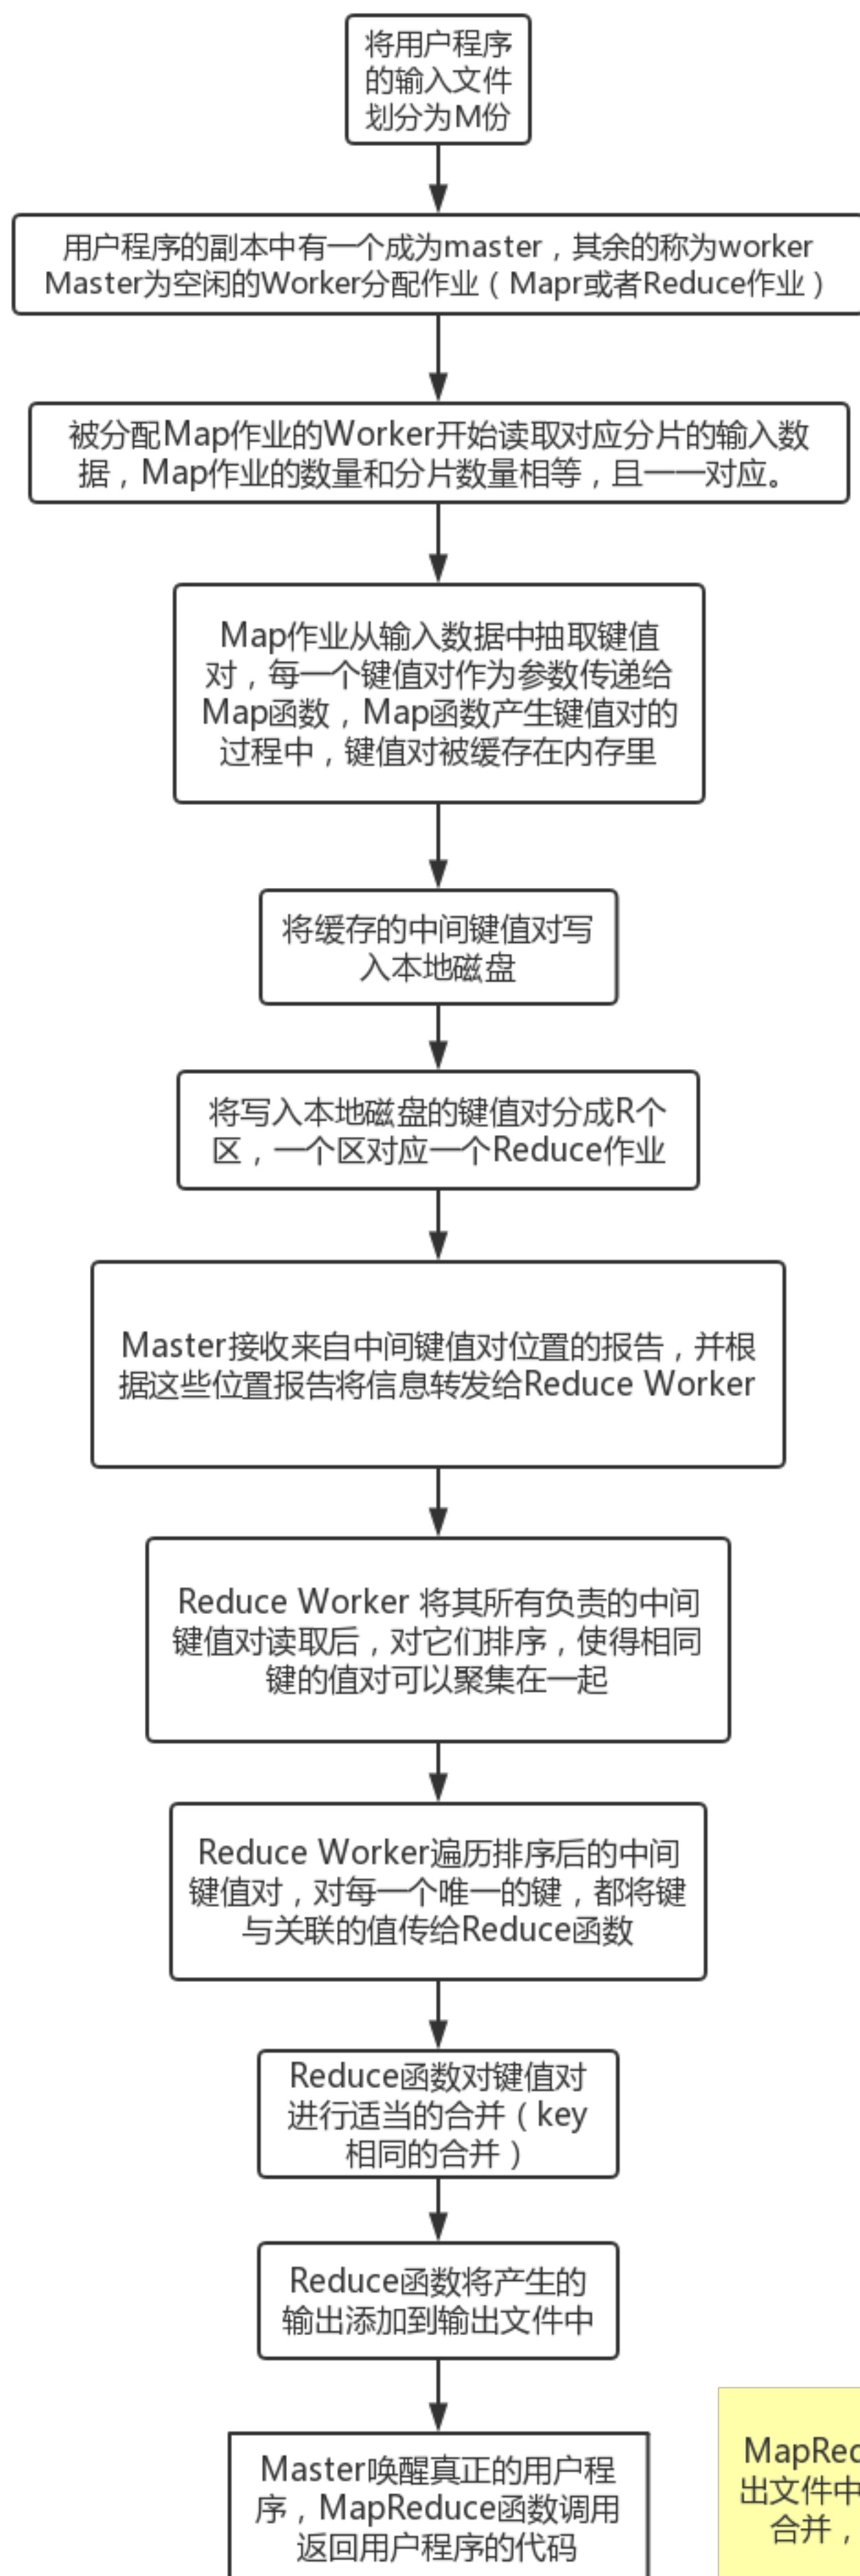 将用户程序
的输入文件
划分为M份
用户程序的副本中有一个成为master，其余的称为worker
Master为空闲的Worker分配作业（Mapr或者Reduce作业）
被分配Map作业的Worker开始读取对应分片的输入数
据，Map作业的数量和分片数量相等，且一一对应。
Map作业从输入数据中抽取键值
对，每一个键值对作为参数传递给
Map函数，Map函数产生键值对的
过程中，键值对被缓存在内存里
将缓存的中间键值对写
入本地磁盘
将写入本地磁盘的键值对分成R个
区，一个区对应一个Reduce作业
Master接收来自中间键值对位置的报告，并根
据这些位置报告将信息转发给Reduce Worker
Reduce Worker 将其所有负责的中间
键值对读取后，对它们排序，使得相同
键的值对可以聚集在一起
Reduce Worker遍历排序后的中间
键值对，对每一个唯一的键，都将键
与关联的值传给Reduce函数
Reduce函数对键值对
进行适当的合并（key
相同的合并）
Reduce函数将产生的
输出添加到输出文件中
Master唤醒真正的用户程
序，MapReduce函数调用
返回用户程序的代码
MapRed
出文件中
合并，